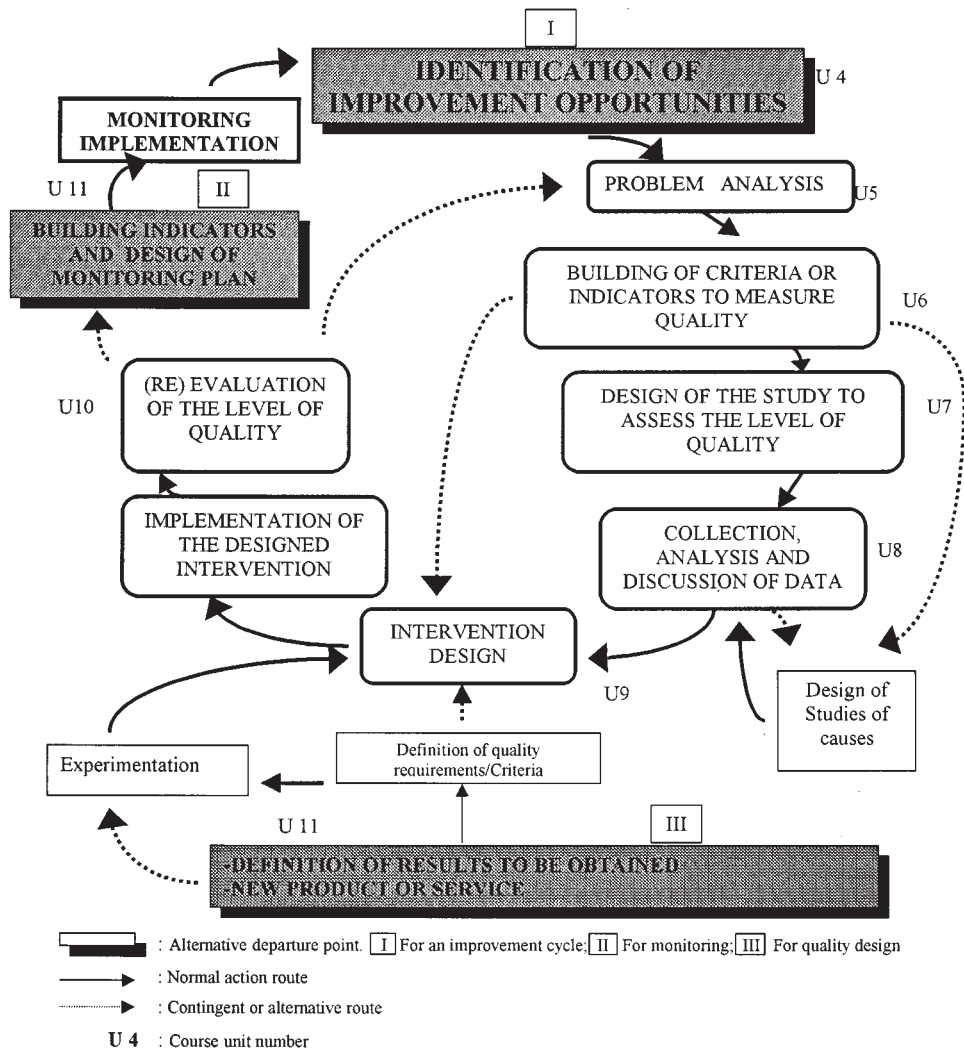 I
IDENTIFICATION OF
IMPROVEMENT OPPORTUNITIES
U 4
MONITORING
IMPLEMENTATION
U 11
II
PROBLEM ANALYSIS
U5
BUILDING INDICATORS
AND DESIGN OF
MONITORING PLAN
BUILDING OF CRITERIA OR
INDICATORS TO MEASURE
QUALITY
U6
(RE) EVALUATION
OF THE LEVEL OF
QUALITY
U10
DESIGN OF THE STUDY TO
ASSESS THE LEVEL OF
QUALITY
U7
IMPLEMENTATION OF
THE DESIGNED
INTERVENTION
COLLECTION,
ANALYSIS AND
DISCUSSION OF DATA
U8
INTERVENTION
DESIGN
U9
Design of
Studies of
causes
Experimentation
Definition of quality
requirements/Criteria
U 11
III
-DEFINITION OF RESULTS TO BE OBTAINED
-NEW PRODUCT OR SERVICE
: Alternative departure point. I For an improvement cycle; II For monitoring; III For quality design
: Normal action route
: Contingent or alternative route
U 4 : Course unit number